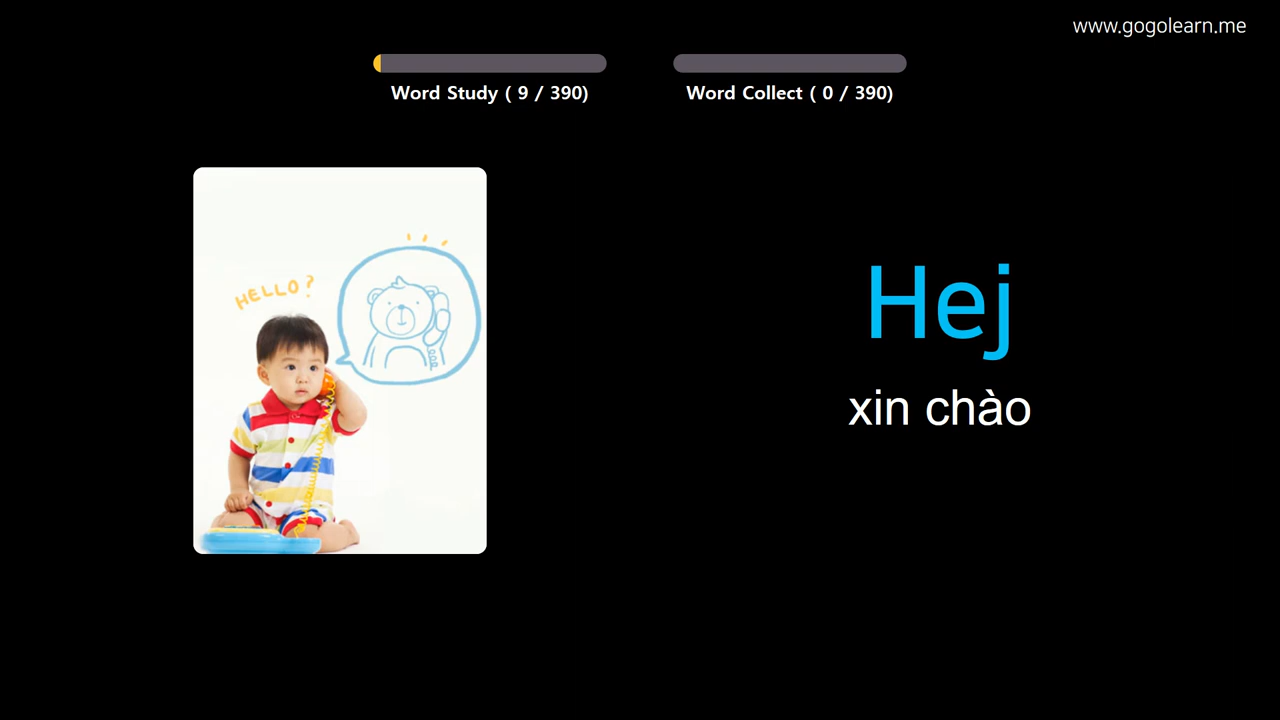 www.gogolearn.me
Word Study ( 9 / 390)
Word Collect ( 0 / 390)
HELLO?
Hej
xin chào